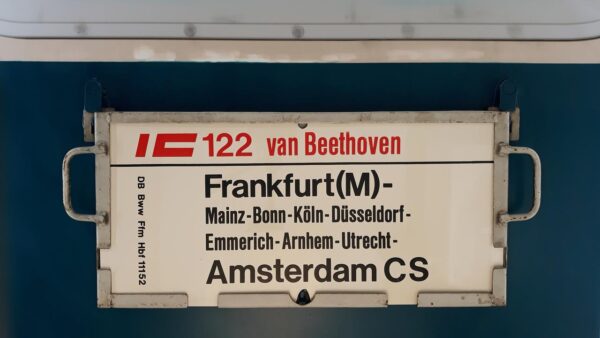 IC 122 van Beethoven
DB Bww Ffm Hbf 11152
Frankfurt(M)-
Mainz-Bonn-Köln-Düsseldorf-
Emmerich-Arnhem-Utrecht-
Amsterdam CS